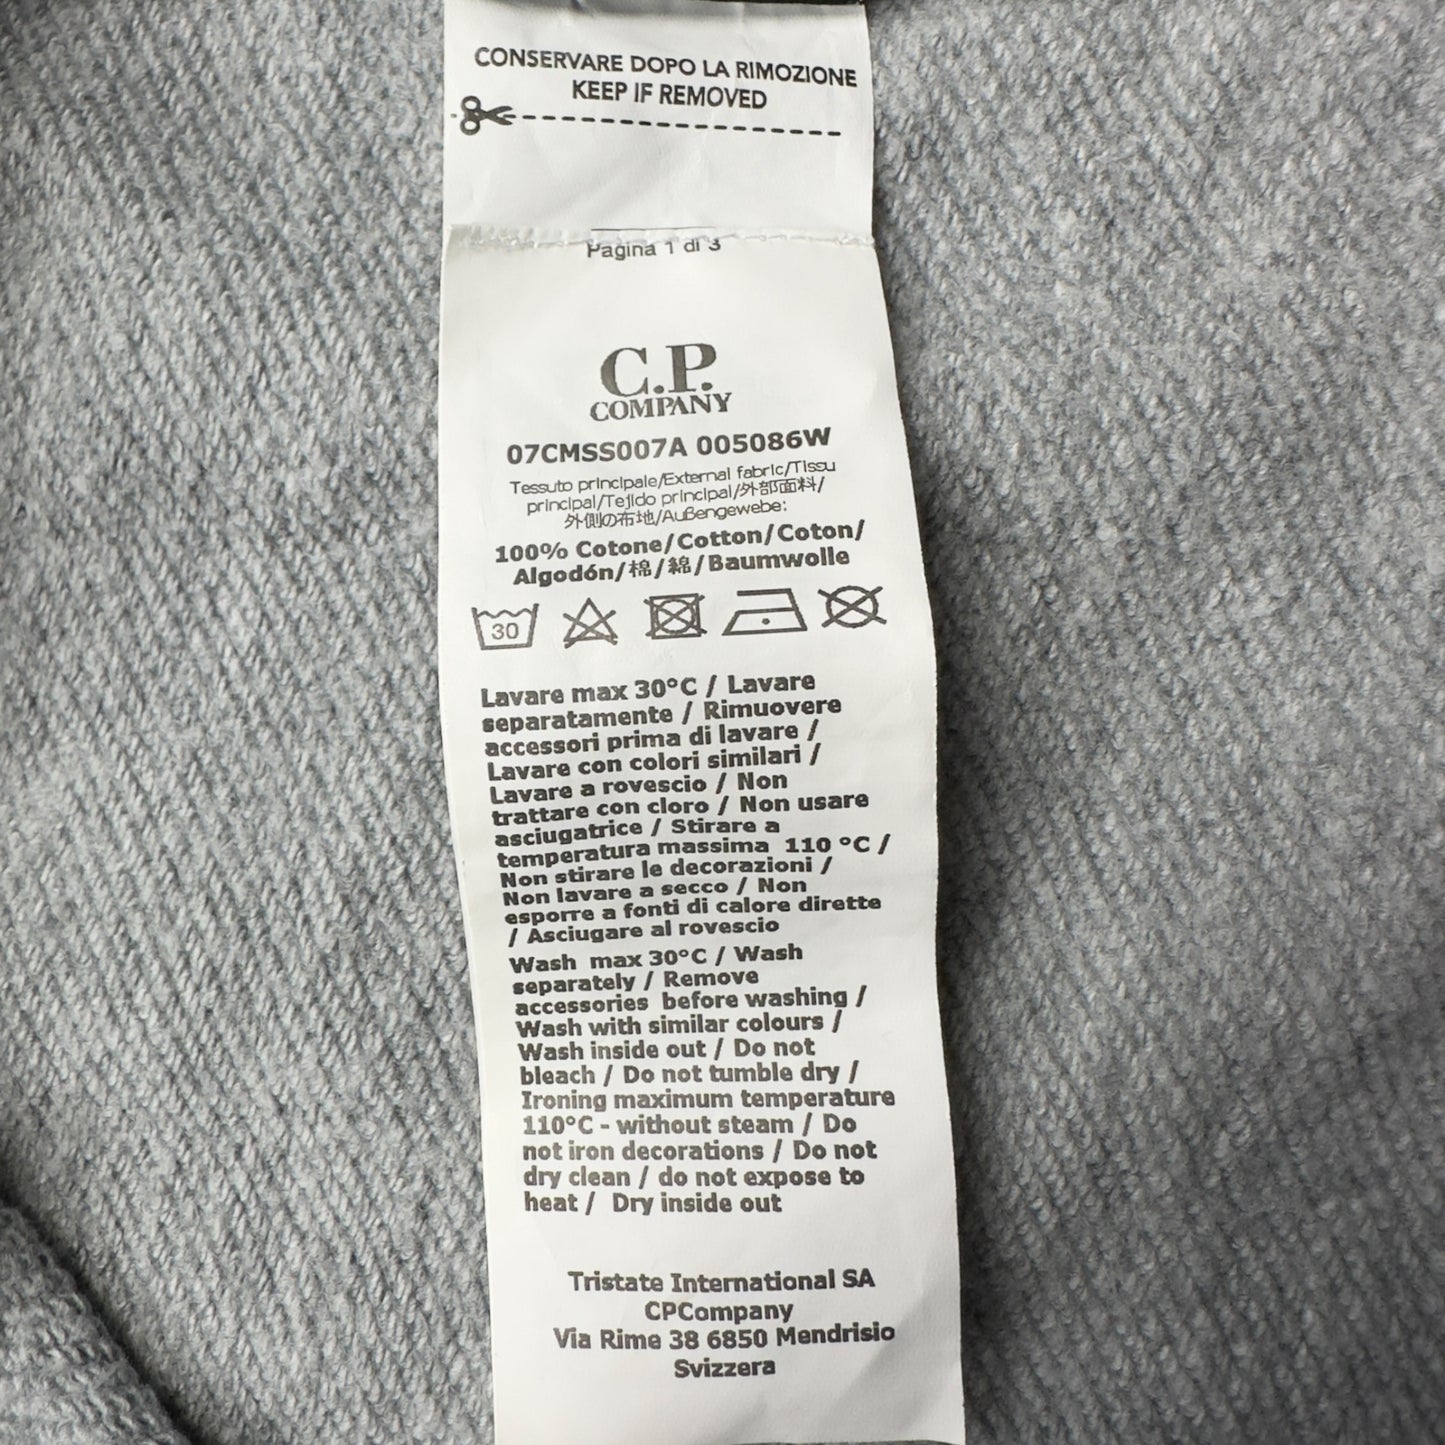 CONSERVARE DOPO LA RIMOZIONE
KEEP IF REMOVED
Pagina 1 di 3
C.P.
COMPANY
07CMSS007A 005086W
Tessuto principale/External fabric/Tissu
principal/Tejido principal/外部面料/
外側の布地/Außengewebe:
100% Cotone/Cotton/Coton/
Algodón/棉/綿/Baumwolle
30
Lavare max 30°C / Lavare
separatamente / Rimuovere
accessori prima di lavare /
Lavare con colori similari /
Lavare a rovescio / Non
trattare con cloro / Non usare
asciugatrice / Stirare a
temperatura massima 110 °C /
Non stirare le decorazioni /
Non lavare a secco / Non
esporre a fonti di calore dirette
/ Asciugare al rovescio
Wash max 30°C / Wash
separately / Remove
accessories before washing /
Wash with similar colours /
Wash inside out / Do not
bleach / Do not tumble dry /
Ironing maximum temperature
110°C - without steam / Do
not iron decorations / Do not
dry clean / do not expose to
heat / Dry inside out
Tristate International SA
CPCompany
Via Rime 38 6850 Mendrisio
Svizzera